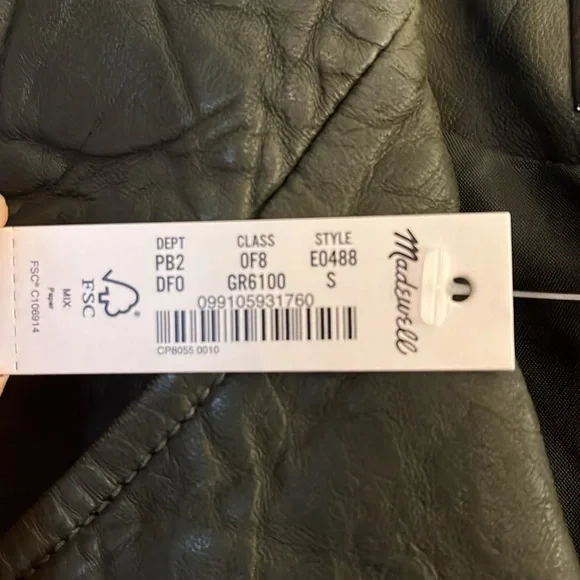 DEPT CLASS STYLE
PB2 0F8 E0488
DF0 GR6100 S
099105931760
CP8055 0010
Madewell
FSC
®
MIX
Paper
FSC® C106914